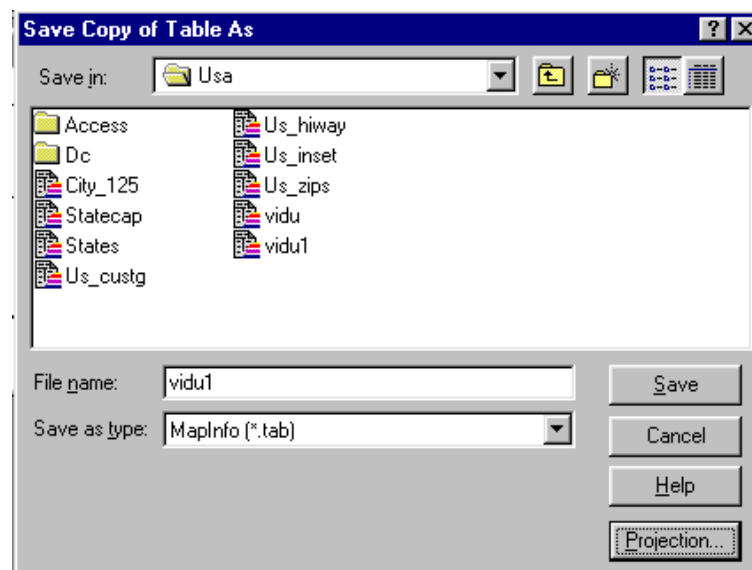 Save Copy of Table As
Save in: Usa
Access
Dc
City_125
Statecap
States
Us_custg
Us_hiway
Us_inset
Us_zips
vidu
vidu1
File name: vidu1
Save
Save as type: MapInfo (*.tab)
Cancel
Help
Projection...